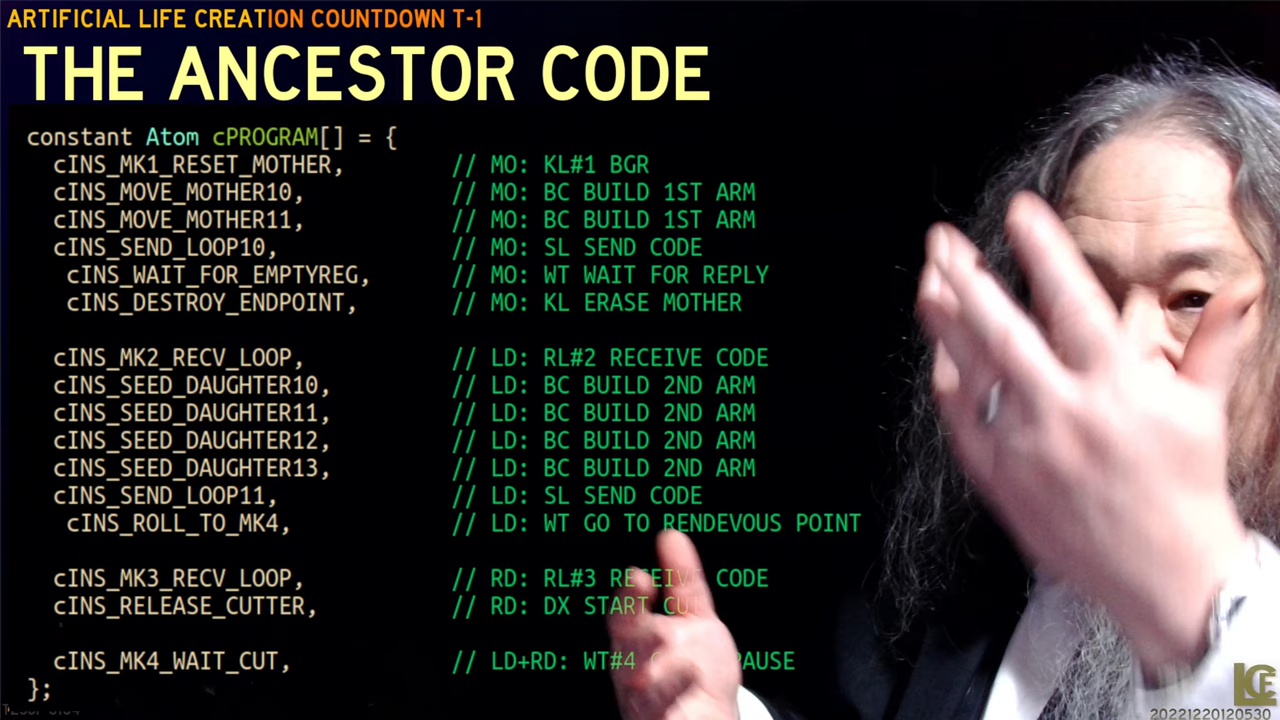 ARTIFICIAL LIFE CREATION COUNTDOWN T-1
THE ANCESTOR CODE
constant Atom cPROGRAM[] = {
cINS_MK1_RESET_MOTHER, // MO: KL#1 BGR
cINS_MOVE_MOTHER10, // MO: BC BUILD 1ST ARM
cINS_MOVE_MOTHER11, // MO: BC BUILD 1ST ARM
cINS_SEND_LOOP10, // MO: SL SEND CODE
cINS_WAIT_FOR_EMPTYREG, // MO: WT WAIT FOR REPLY
cINS_DESTROY_ENDPOINT, // MO: KL ERASE MOTHER
cINS_MK2_RECV_LOOP, // LD: RL#2 RECEIVE CODE
cINS_SEED_DAUGHTER10, // LD: BC BUILD 2ND ARM
cINS_SEED_DAUGHTER11, // LD: BC BUILD 2ND ARM
cINS_SEED_DAUGHTER12, // LD: BC BUILD 2ND ARM
cINS_SEED_DAUGHTER13, // LD: BC BUILD 2ND ARM
cINS_SEND_LOOP11, // LD: SL SEND CODE
cINS_ROLL_TO_MK4, // LD: WT GO TO RENDEVOUS POINT
cINS_MK3_RECV_LOOP, // RD: RL#3 RECEIVE CODE
cINS_RELEASE_CUTTER, // RD: DX START
cINS_MK4_WAIT_CUT, // LD+RD: WT#4 PAUSE
};
20221220120530